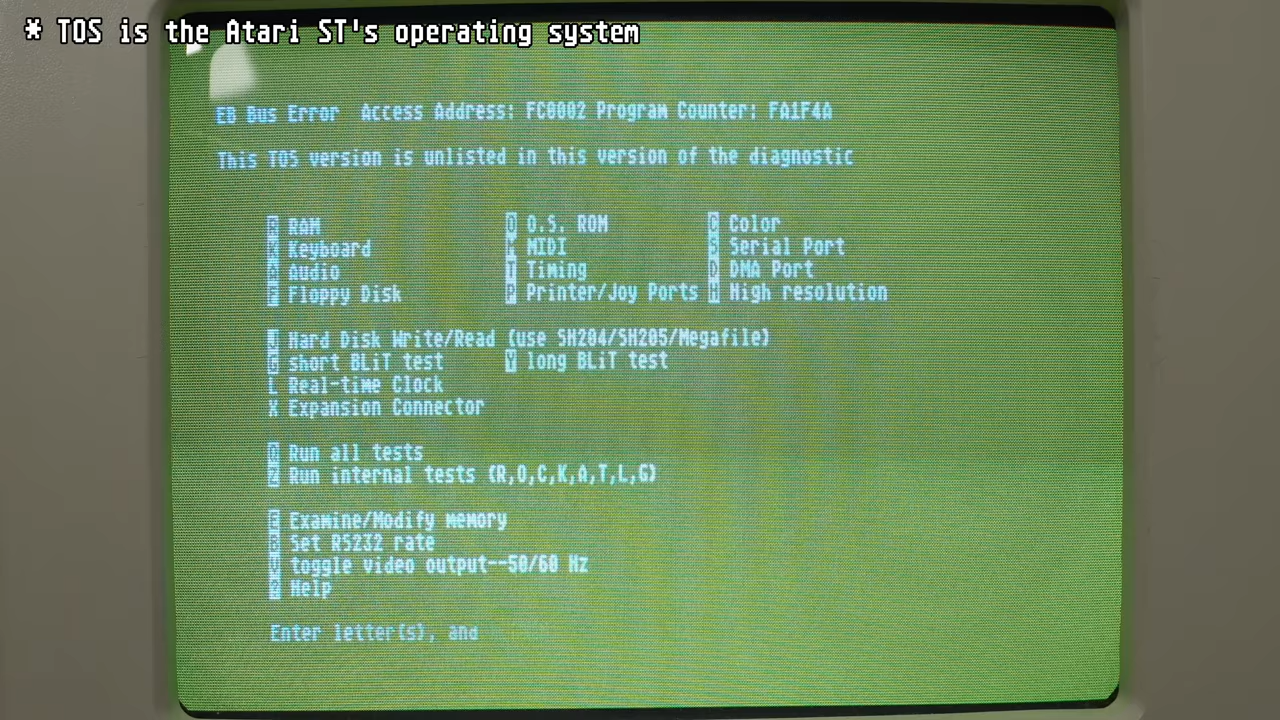 * TOS is the Atari ST's operating system
EB Bus Error Access Address: FC0002 Program Counter: FA1F4A
This TOS version is unlisted in this version of the diagnostic
R RAM O O.S. ROM C Color
K Keyboard M MIDI S Serial Port
A Audio T Timing D DMA Port
F Floppy Disk P Printer/Joy Ports H High resolution
J Hard Disk Write/Read (use SH204/SH205/Megafile)
G short BLiT test Y long BLiT test
L Real-time Clock
X Expansion Connector
Q Run all tests
Z Run internal tests (R,O,C,K,A,T,L,G)
E Examine/Modify memory
B Set RS232 rate
V toggle video output--50/60 Hz
? Help
Enter letter(s), and